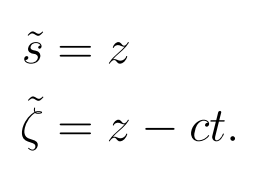 s̃ = z
ζ̃ = z − ct.